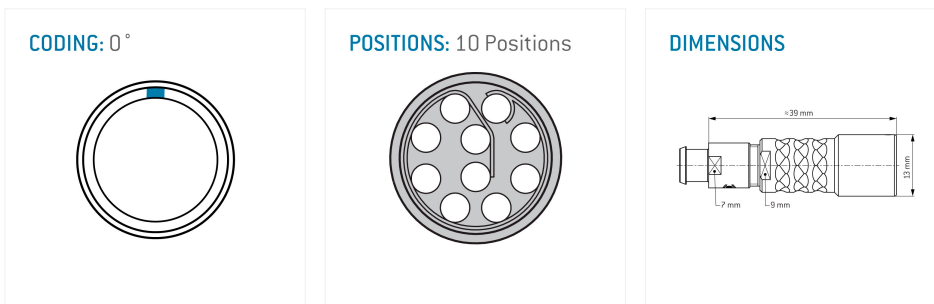 CODING: 0°
POSITIONS: 10 Positions
DIMENSIONS
≈39 mm
13 mm
7 mm
9 mm